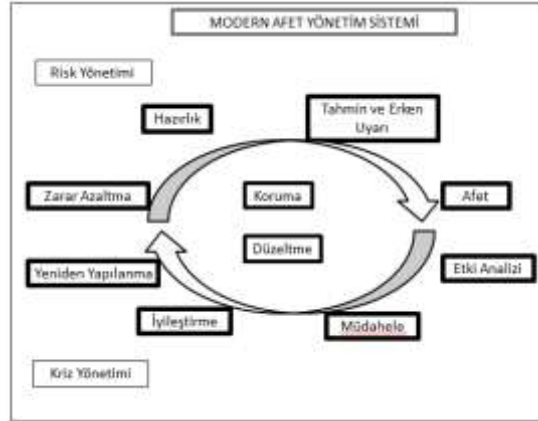 MODERN AFET YÖNETİM SİSTEMİ
Risk Yönetimi
Hazırlık
Tahmin ve Erken
Uyarı
Zarar Azaltma
Koruma
Afet
Düzeltme
Yeniden Yapılanma
Etki Analizi
İyileştirme
Müdahele
Kriz Yönetimi